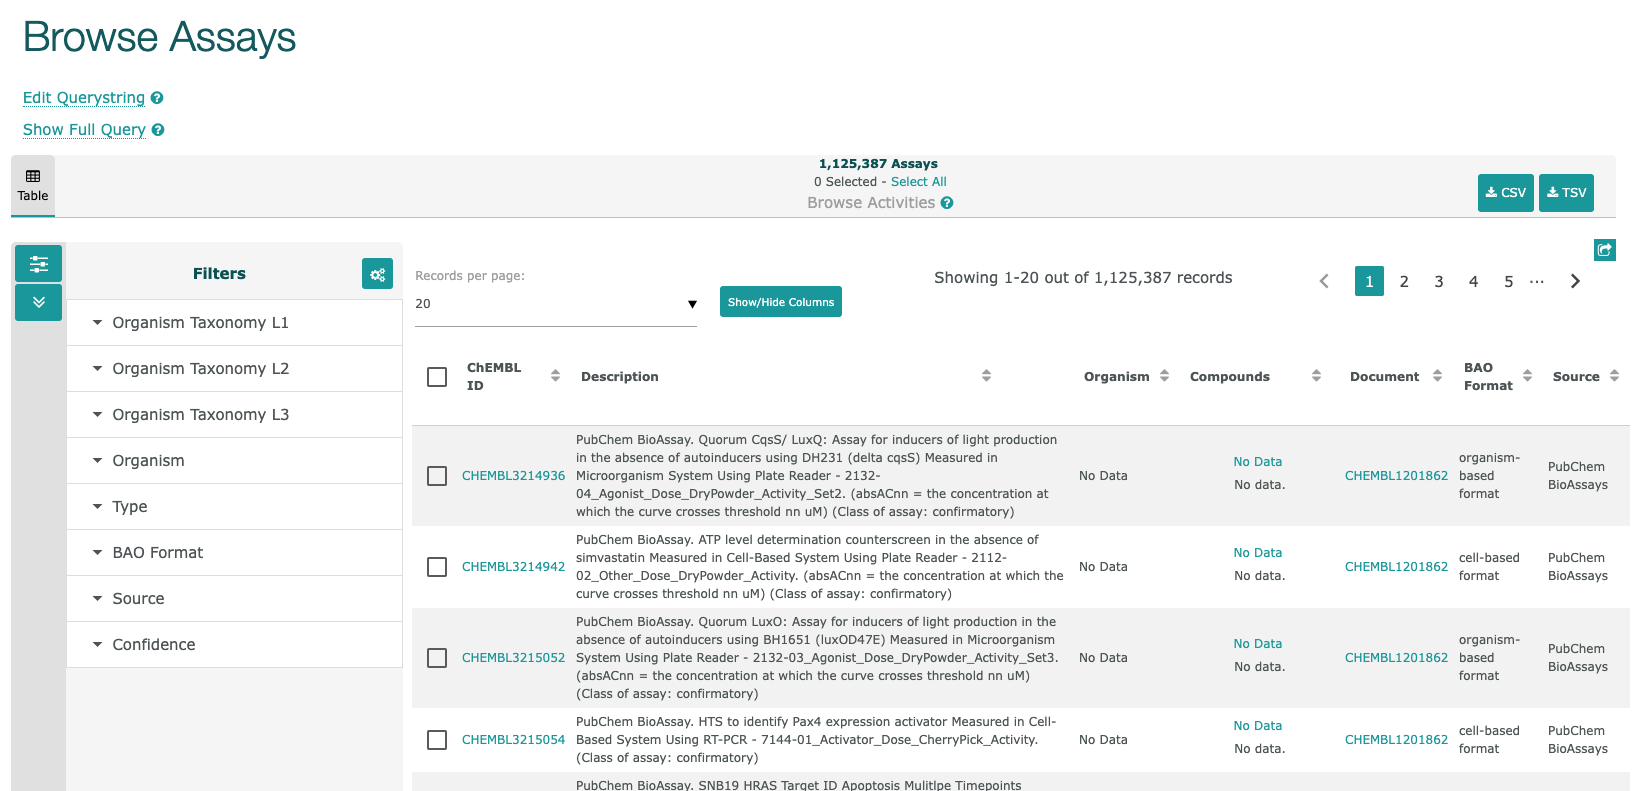 Browse Assays
Edit Querystring
Show Full Query
Table
1,125,387 Assays
0 Selected - Select All
Browse Activities
CSV
TSV
Filters
Organism Taxonomy L1
Organism Taxonomy L2
Organism Taxonomy L3
Organism
Type
BAO Format
Source
Confidence
Records per page:
20
Show/Hide Columns
Showing 1-20 out of 1,125,387 records
1 2 3 4 5 ...
ChEMBL
ID
Description
Organism
Compounds
Document
BAO
Format
Source
CHEMBL3214936
PubChem BioAssay. Quorum CqsS/ LuxQ: Assay for inducers of light production
in the absence of autoinducers using DH231 (delta cqsS) Measured in
Microorganism System Using Plate Reader - 2132-
04_Agonist_Dose_DryPowder_Activity_Set2. (absACnn = the concentration at
which the curve crosses threshold nn uM) (Class of assay: confirmatory)
No Data
No Data
No data.
CHEMBL1201862
organism-
based
format
PubChem
BioAssays
CHEMBL3214942
PubChem BioAssay. ATP level determination counterscreen in the absence of
simvastatin Measured in Cell-Based System Using Plate Reader - 2112-
02_Other_Dose_DryPowder_Activity. (absACnn = the concentration at which the
curve crosses threshold nn uM) (Class of assay: confirmatory)
No Data
No Data
No data.
CHEMBL1201862
cell-based
format
PubChem
BioAssays
CHEMBL3215052
PubChem BioAssay. Quorum LuxO: Assay for inducers of light production in the
absence of autoinducers using BH1651 (luxOD47E) Measured in Microorganism
System Using Plate Reader - 2132-03_Agonist_Dose_DryPowder_Activity_Set3.
(absACnn = the concentration at which the curve crosses threshold nn uM)
(Class of assay: confirmatory)
No Data
No Data
No data.
CHEMBL1201862
organism-
based
format
PubChem
BioAssays
CHEMBL3215054
PubChem BioAssay. HTS to identify Pax4 expression activator Measured in Cell-
Based System Using RT-PCR - 7144-01_Activator_Dose_CherryPick_Activity.
(Class of assay: confirmatory)
No Data
No Data
No data.
CHEMBL1201862
cell-based
format
PubChem
BioAssays
PubChem BioAssay. SNB19 HRAS Target ID Apoptosis Mulitlpe Timepoints